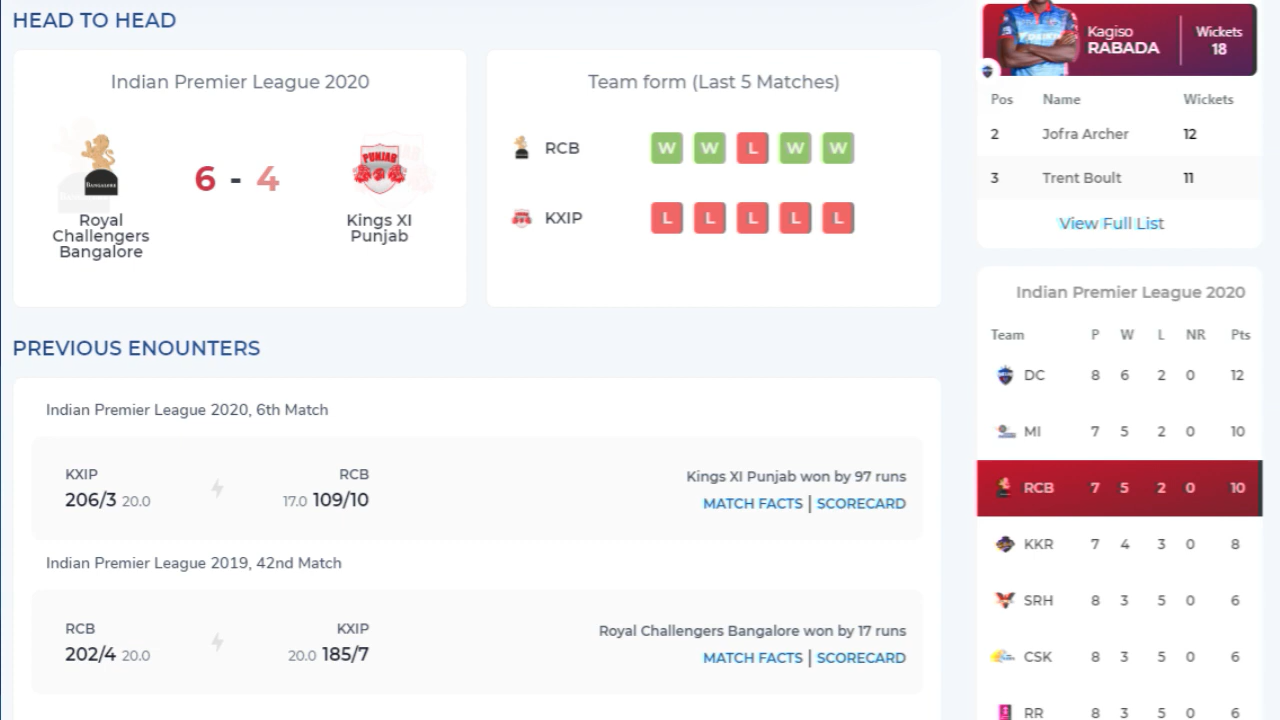 HEAD TO HEAD
Indian Premier League 2020
BANGALORE
Royal
Challengers
Bangalore
6 - 4
PUNJAB
Kings XI
Punjab
Team form (Last 5 Matches)
RCB W W L W W
KXIP L L L L L
PREVIOUS ENOUNTERS
Indian Premier League 2020, 6th Match
KXIP RCB
206/3 20.0 17.0 109/10
Kings XI Punjab won by 97 runs
MATCH FACTS | SCORECARD
Indian Premier League 2019, 42nd Match
RCB KXIP
202/4 20.0 20.0 185/7
Royal Challengers Bangalore won by 17 runs
MATCH FACTS | SCORECARD
Kagiso
RABADA
Wickets
18
Pos Name Wickets
2 Jofra Archer 12
3 Trent Boult 11
View Full List
Indian Premier League 2020
Team P W L NR Pts
DC 8 6 2 0 12
MI 7 5 2 0 10
RCB 7 5 2 0 10
KKR 7 4 3 0 8
SRH 8 3 5 0 6
CSK 8 3 5 0 6
RR 8 3 5 0 6